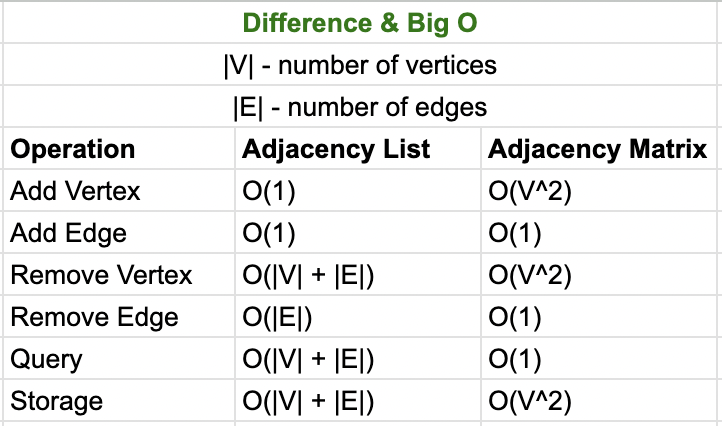 Difference & Big O
|V| - number of vertices
|E| - number of edges
Operation Adjacency List Adjacency Matrix
Add Vertex O(1) O(V^2)
Add Edge O(1) O(1)
Remove Vertex O(|V| + |E|) O(V^2)
Remove Edge O(|E|) O(1)
Query O(|V| + |E|) O(1)
Storage O(|V| + |E|) O(V^2)